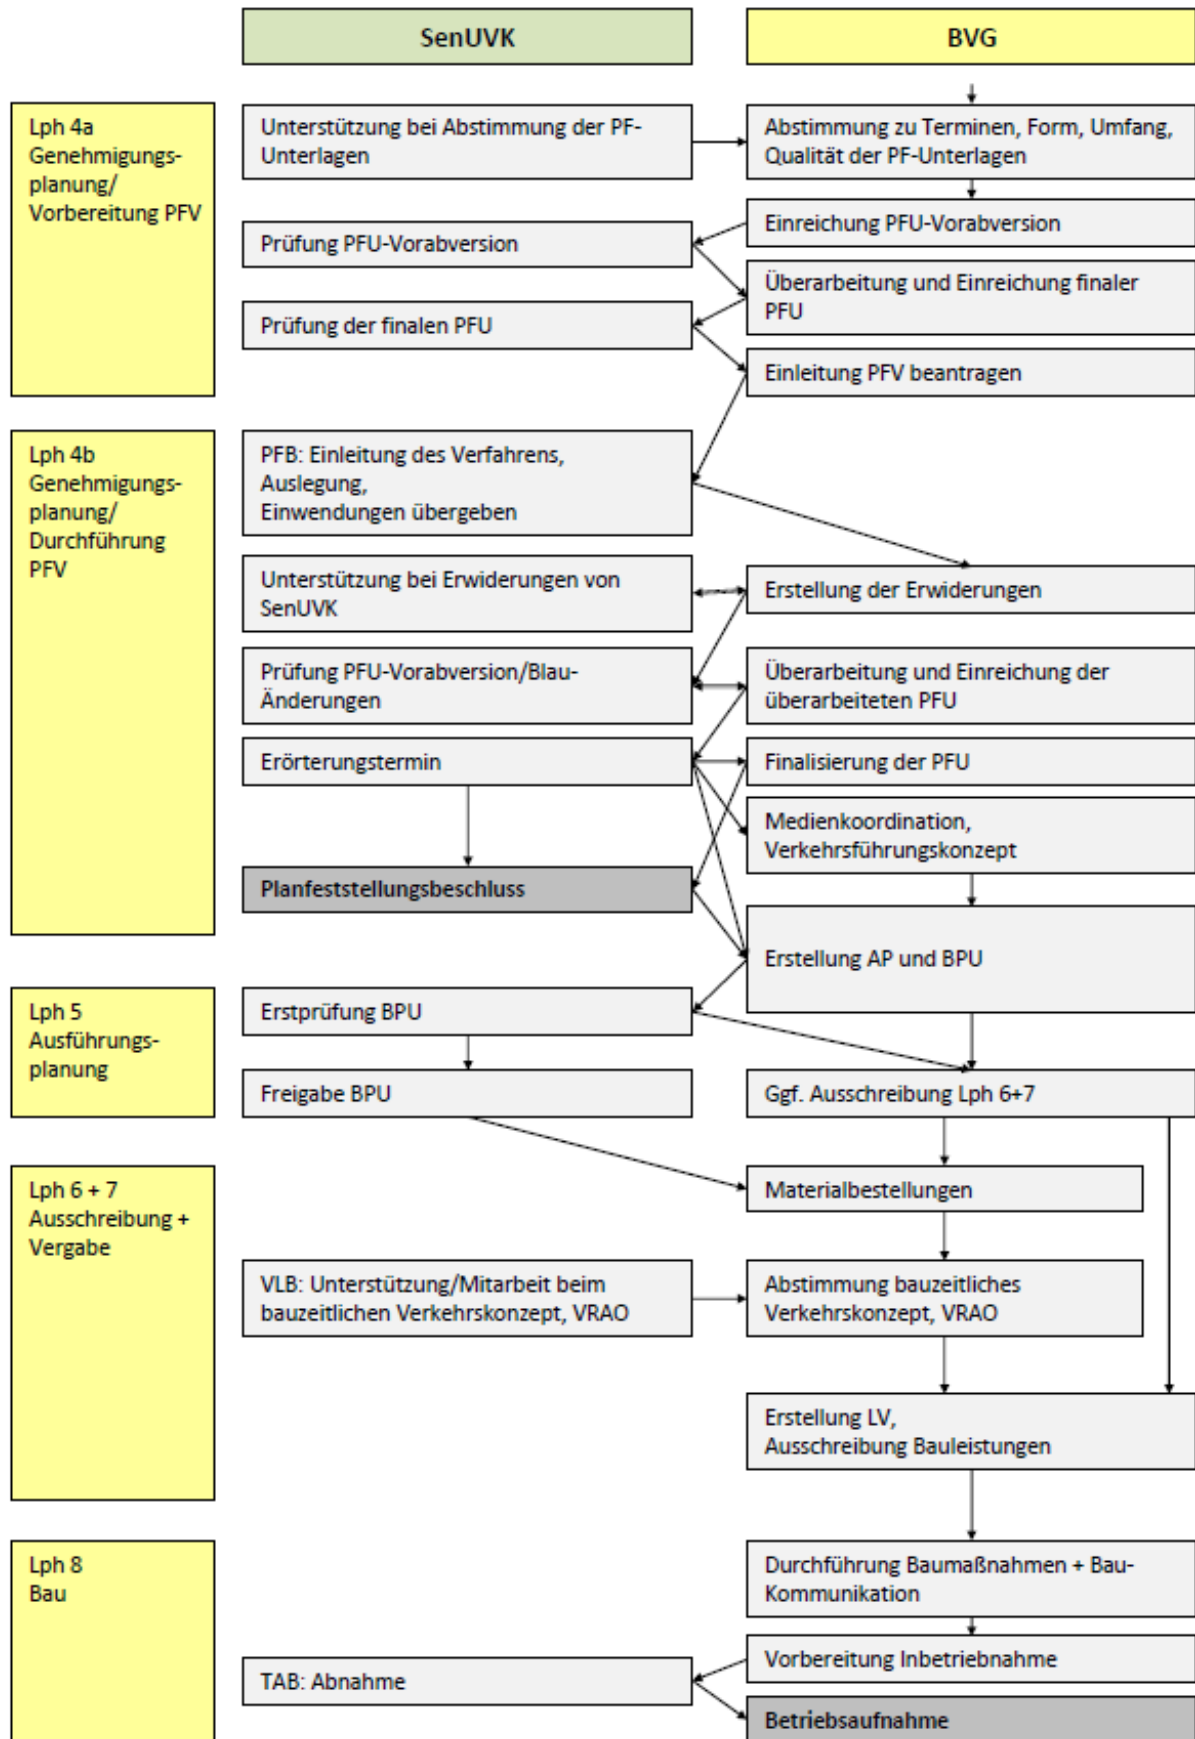 SenUVK
BVG
Lph 4a
Genehmigungs-
planung/
Vorbereitung PFV
Unterstützung bei Abstimmung der PF-
Unterlagen
Abstimmung zu Terminen, Form, Umfang,
Qualität der PF-Unterlagen
Einreichung PFU-Vorabversion
Prüfung PFU-Vorabversion
Überarbeitung und Einreichung finaler
PFU
Prüfung der finalen PFU
Einleitung PFV beantragen
Lph 4b
Genehmigungs-
planung/
Durchführung
PFV
PFB: Einleitung des Verfahrens,
Auslegung,
Einwendungen übergeben
Unterstützung bei Erwiderungen von
SenUVK
Erstellung der Erwiderungen
Prüfung PFU-Vorabversion/Blau-
Änderungen
Überarbeitung und Einreichung der
überarbeiteten PFU
Erörterungstermin
Finalisierung der PFU
Medienkoordination,
Verkehrsführungskonzept
Planfeststellungsbeschluss
Erstellung AP und BPU
Lph 5
Ausführungs-
planung
Erstprüfung BPU
Freigabe BPU
Ggf. Ausschreibung Lph 6+7
Lph 6 + 7
Ausschreibung +
Vergabe
Materialbestellungen
VLB: Unterstützung/Mitarbeit beim
bauzeitlichen Verkehrskonzept, VRAO
Abstimmung bauzeitliches
Verkehrskonzept, VRAO
Erstellung LV,
Ausschreibung Bauleistungen
Lph 8
Bau
Durchführung Baumaßnahmen + Bau-
Kommunikation
Vorbereitung Inbetriebnahme
TAB: Abnahme
Betriebsaufnahme